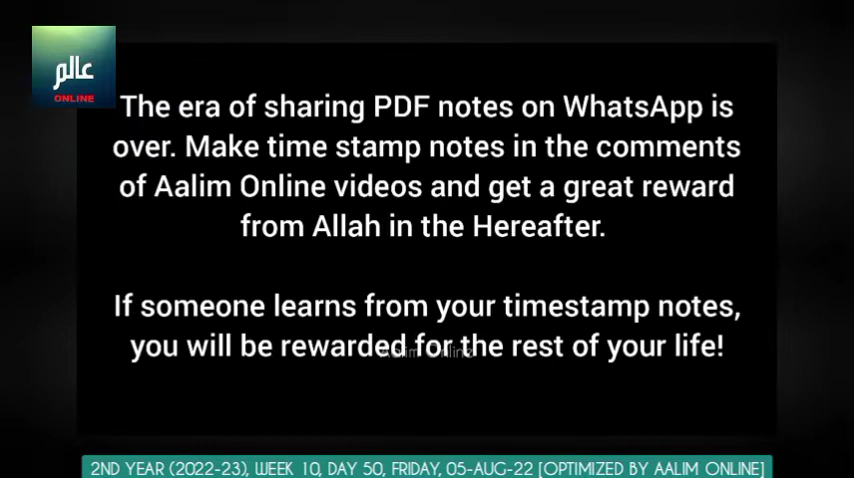 عالم
ONLINE
The era of sharing PDF notes on WhatsApp is
over. Make time stamp notes in the comments
of Aalim Online videos and get a great reward
from Allah in the Hereafter.
If someone learns from your timestamp notes,
you will be rewarded for the rest of your life!
Aalim Online
2ND YEAR (2022-23), WEEK 10, DAY 50, FRIDAY, 05-AUG-22 [OPTIMIZED BY AALIM ONLINE]